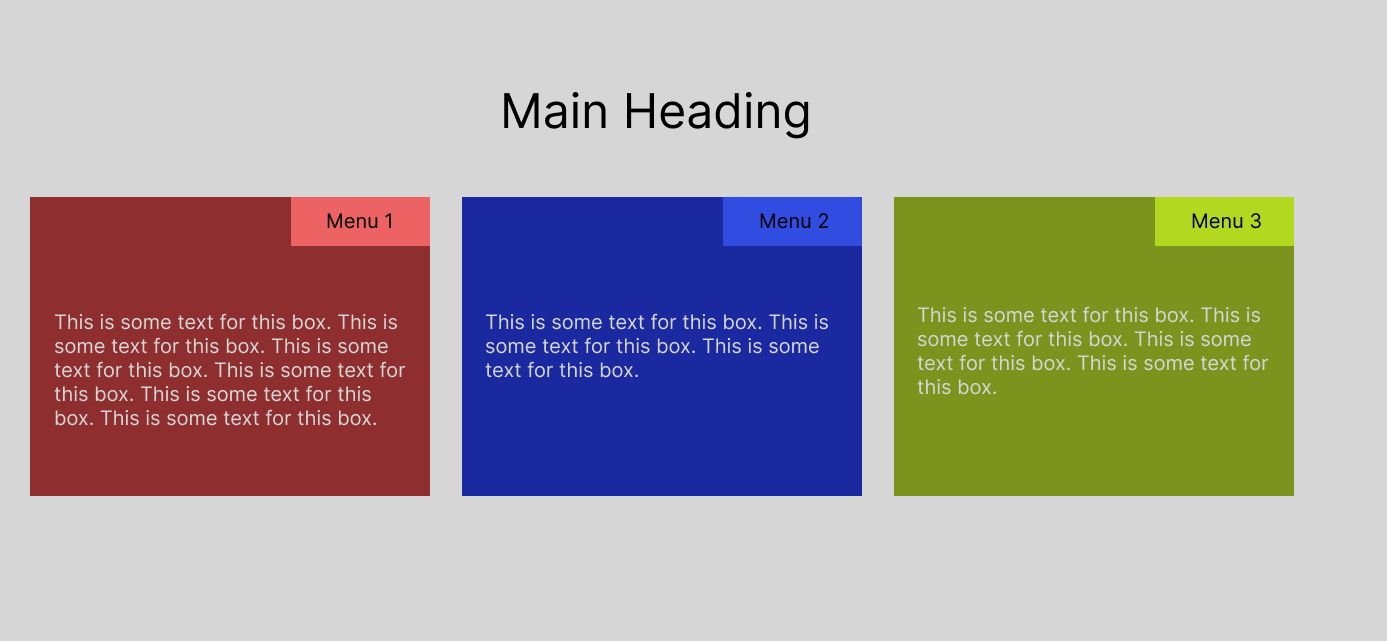 Main Heading
Menu 1
This is some text for this box. This is
some text for this box. This is some
text for this box. This is some text for
this box. This is some text for this
box. This is some text for this box.
Menu 2
This is some text for this box. This is
some text for this box. This is some
text for this box.
Menu 3
This is some text for this box. This is
some text for this box. This is some
text for this box. This is some text for
this box.